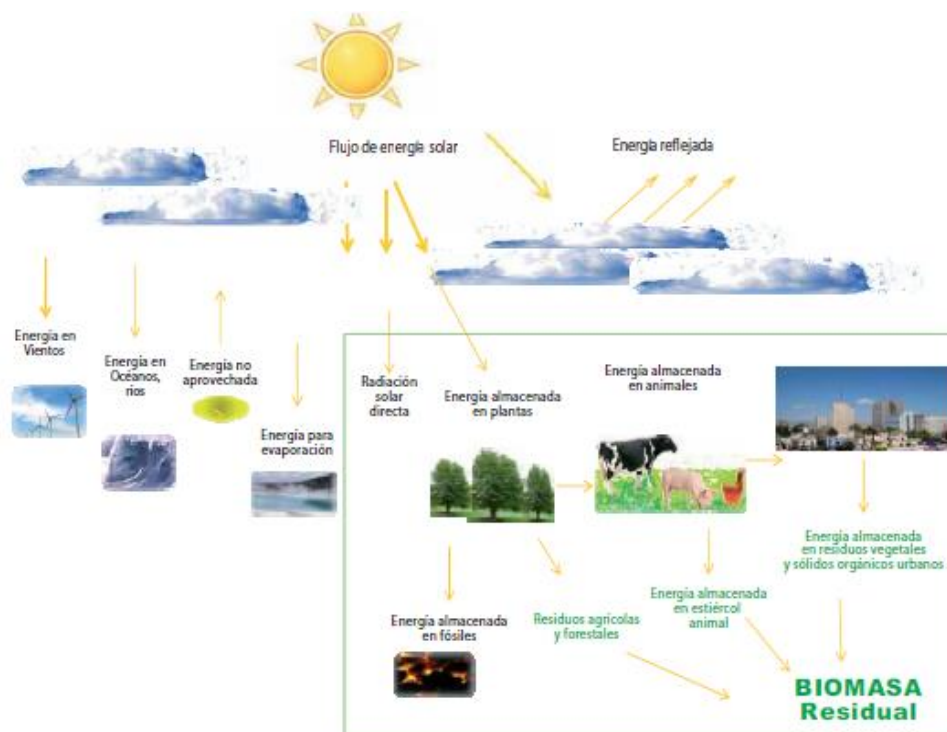 Flujo de energía solar
Energía reflejada
Energía en
Vientos
Energía en
Océanos,
rios
Energía no
aprovechada
Energía para
evaporación
Radiación
solar
directa
Energía almacenada
en plantas
Energía almacenada
en animales
Energía almacenada
en residuos vegetales
y sólidos orgánicos urbanos
Energía almacenada
en estiércol
animal
Residuos agrícolas
y forestales
Energía almacenada
en fósiles
BIOMASA
Residual